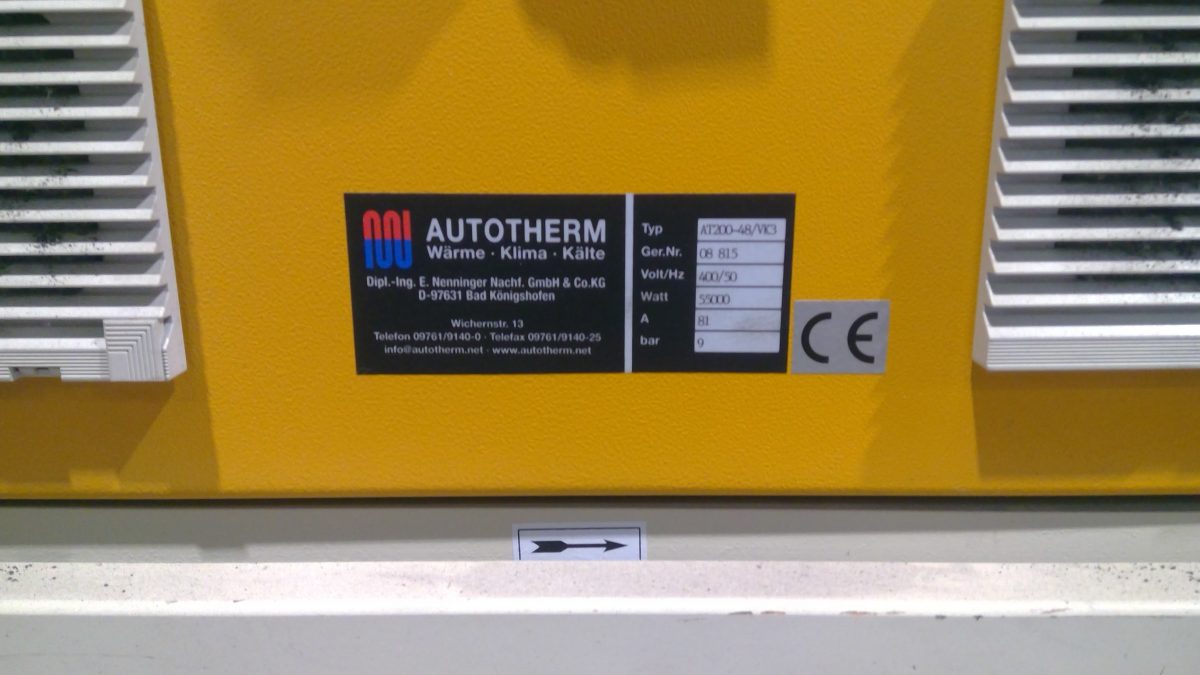 AUTOTHERM
Wärme · Klima · Kälte
Dipl.-Ing. E. Nenninger Nachf. GmbH & Co.KG
D-97631 Bad Königshofen
Wichernstr. 13
Telefon 09761/9140-0 · Telefax 09761/9140-25
info@autotherm.net · www.autotherm.net
Typ AT200-48/VK3
Ger.Nr. 08 815
Volt/Hz 400/50
Watt 55000
A 81
bar 9
CE